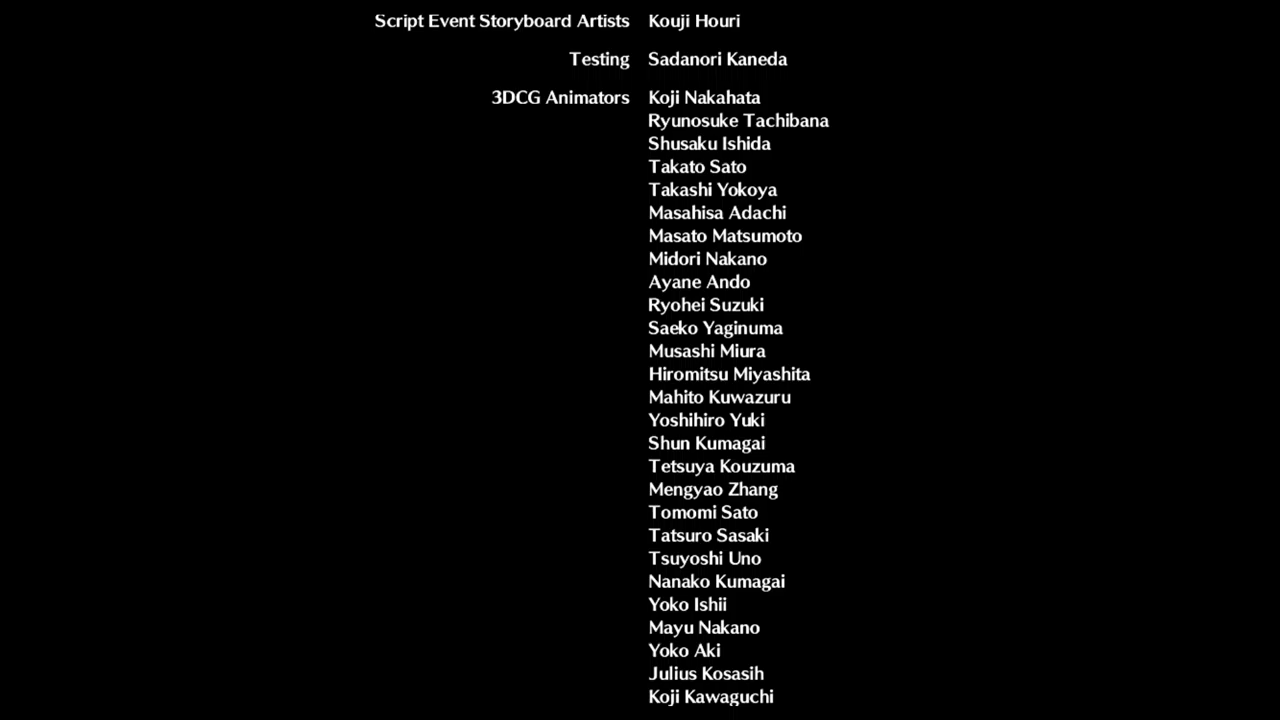 Script Event Storyboard Artists Kouji Houri
Testing Sadanori Kaneda
3DCG Animators Koji Nakahata
Ryunosuke Tachibana
Shusaku Ishida
Takato Sato
Takashi Yokoya
Masahisa Adachi
Masato Matsumoto
Midori Nakano
Ayane Ando
Ryohei Suzuki
Saeko Yaginuma
Musashi Miura
Hiromitsu Miyashita
Mahito Kuwazuru
Yoshihiro Yuki
Shun Kumagai
Tetsuya Kouzuma
Mengyao Zhang
Tomomi Sato
Tatsuro Sasaki
Tsuyoshi Uno
Nanako Kumagai
Yoko Ishii
Mayu Nakano
Yoko Aki
Julius Kosasih
Koji Kawaguchi